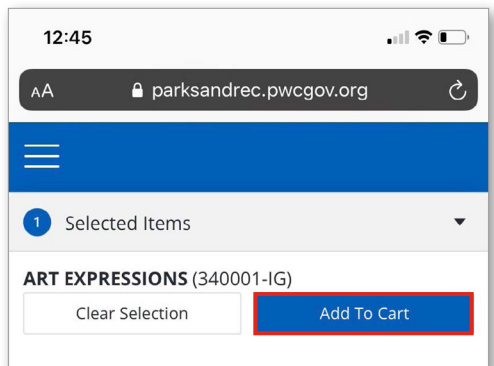 12:45
AA parksandrec.pwcgov.org
1 Selected Items
ART EXPRESSIONS (340001-IG)
Clear Selection Add To Cart